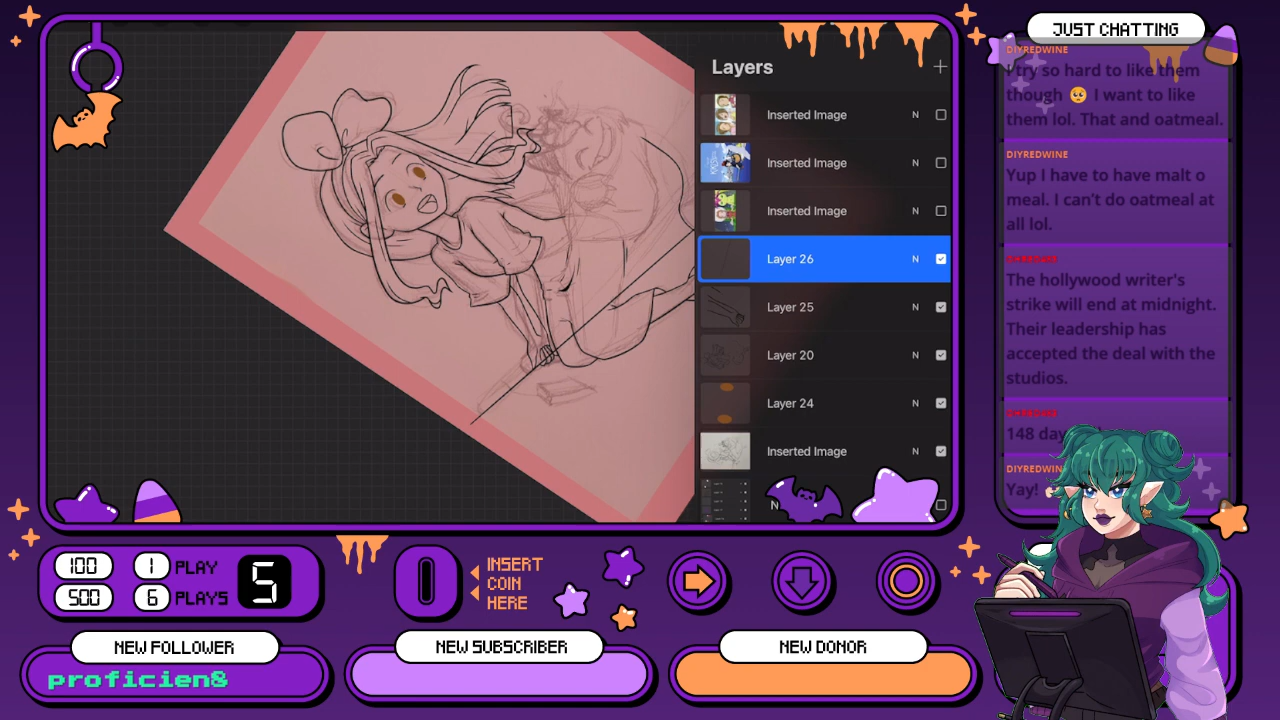 JUST CHATTING
DIYREDWINE
I try so hard to like them
though 🥺 I want to like
them lol. That and oatmeal.
DIYREDWINE
Yup I have to have malt o
meal. I can't do oatmeal at
all lol.
The hollywood writer's
strike will end at midnight.
Their leadership has
accepted the deal with the
studios.
148
DIYREDWINE
Yay!
Layers
+
Inserted Image N
Inserted Image N
Inserted Image N
Layer 26 N
Layer 25 N
Layer 20 N
Layer 24 N
Inserted Image N
N
100 1 PLAY
500 6 PLAYS
5
INSERT
COIN
HERE
NEW FOLLOWER
proficien&
NEW SUBSCRIBER
NEW DONOR